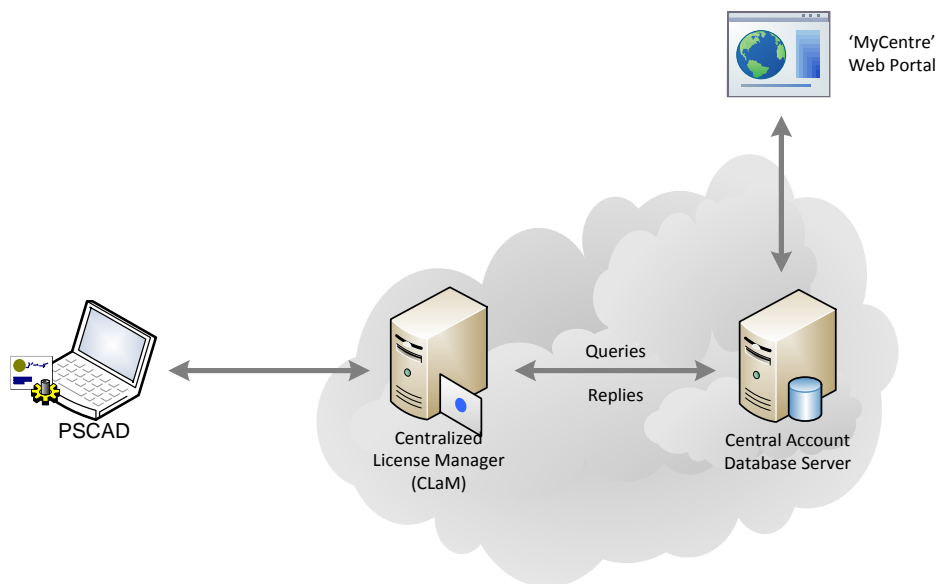 ‘MyCentre’
Web Portal
Queries
Replies
PSCAD
Centralized
License Manager
(CLaM)
Central Account
Database Server